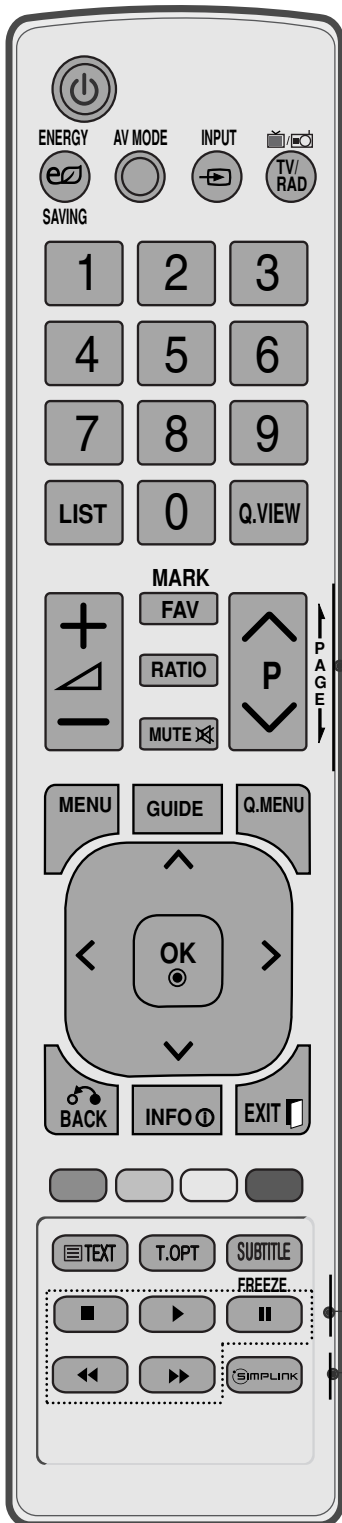 ENERGY AV MODE INPUT
TV/
RAD
SAVING
1 2 3
4 5 6
7 8 9
LIST 0 Q.VIEW
MARK
FAV
RATIO P
MUTE
PAGE
MENU GUIDE Q.MENU
OK
BACK INFO EXIT
TEXT T.OPT SUBTITLE
FREEZE
SIMPLINK